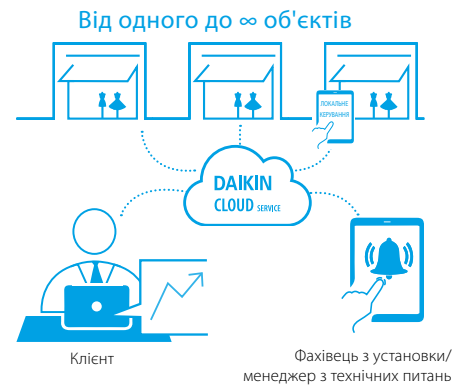 Від одного до ∞ об'єктів
ЛОКАЛЬНЕ
КЕРУВАННЯ
DAIKIN
CLOUD SERVICE
Клієнт
Фахівець з установки/
менеджер з технічних питань